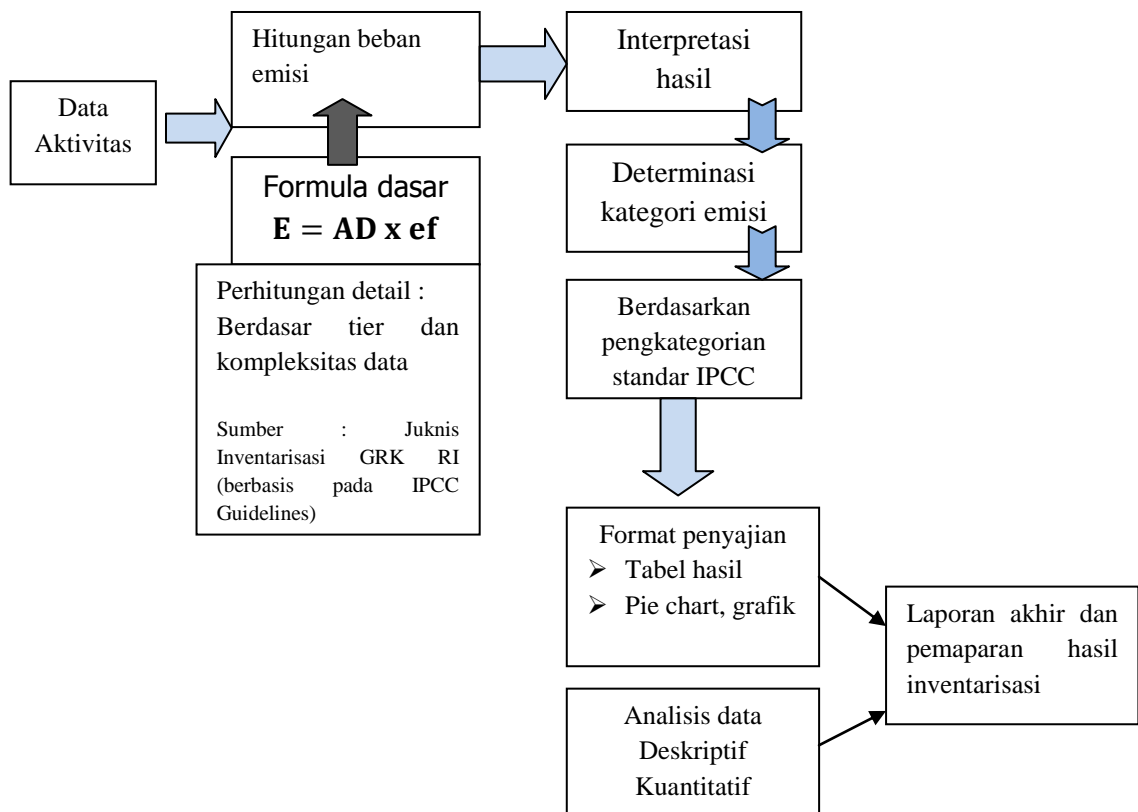 Data
Aktivitas
Hitungan beban
emisi
Formula dasar
E = AD x ef
Perhitungan detail :
Berdasar tier dan
kompleksitas data
Sumber : Juknis
Inventarisasi GRK RI
(berbasis pada IPCC
Guidelines)
Interpretasi
hasil
Determinasi
kategori emisi
Berdasarkan
pengkategorian
standar IPCC
Format penyajian
➢ Tabel hasil
➢ Pie chart, grafik
Analisis data
Deskriptif
Kuantitatif
Laporan akhir dan
pemaparan hasil
inventarisasi